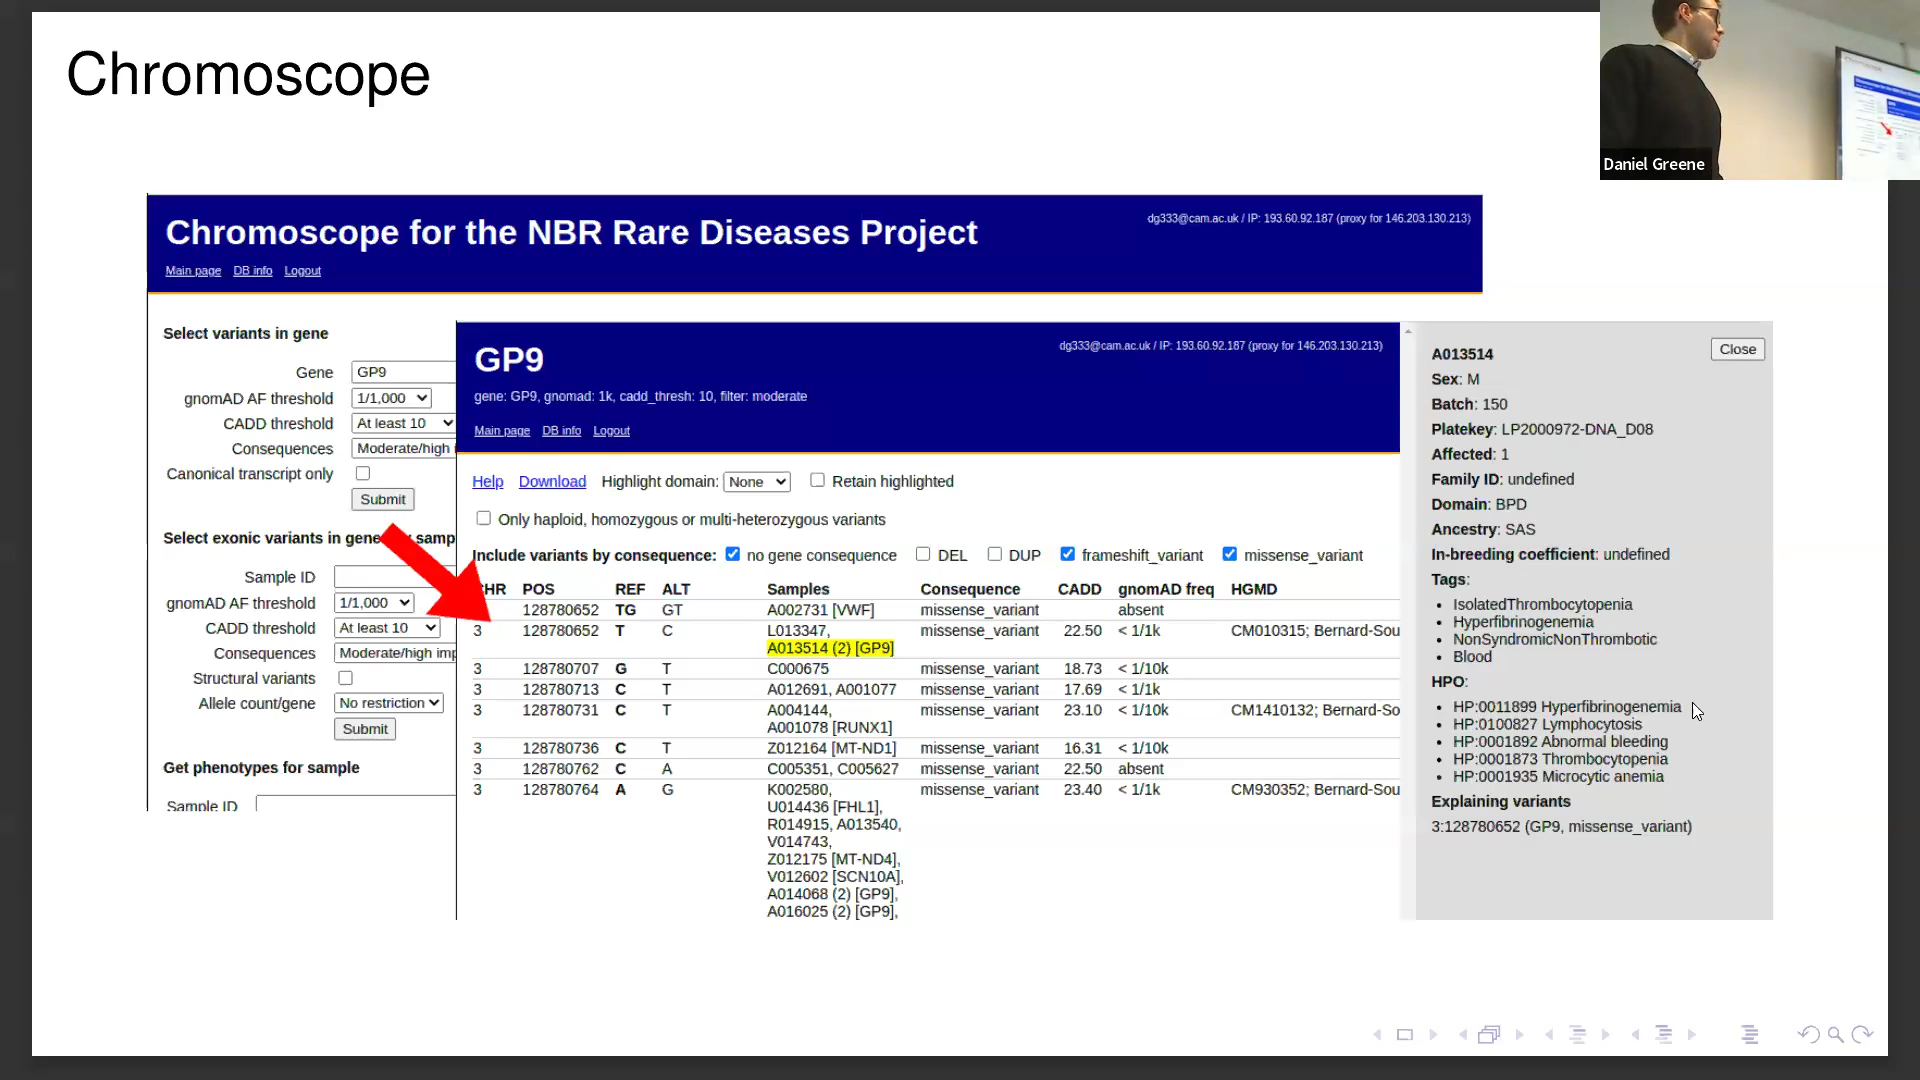 Chromoscope
Daniel Greene
Chromoscope for the NBR Rare Diseases Project
dg333@cam.ac.uk / IP: 193.60.92.187 (proxy for 146.203.130.213)
Main page DB info Logout
Select variants in gene
Gene GP9
gnomAD AF threshold 1/1,000
CADD threshold At least 10
Consequences Moderate/high
Canonical transcript only
Submit
Select exonic variants in gene
Sample ID
gnomAD AF threshold 1/1,000
CADD threshold At least 10
Consequences Moderate/high
Structural variants
Allele count/gene No restriction
Submit
Get phenotypes for sample
Sample ID
GP9
dg333@cam.ac.uk / IP: 193.60.92.187 (proxy for 146.203.130.213)
gene: GP9, gnomad: 1k, cadd_thresh: 10, filter: moderate
Main page DB info Logout
Help Download Highlight domain: None Retain highlighted
Only haploid, homozygous or multi-heterozygous variants
Include variants by consequence: no gene consequence DEL DUP frameshift_variant missense_variant
HR POS REF ALT Samples Consequence CADD gnomAD freq HGMD
128780652 TG GT A002731 [VWF] missense_variant absent
3 128780652 T C L013347, missense_variant 22.50 < 1/1k CM010315; Bernard-Sou
A013514 (2) [GP9]
3 128780707 G T C000675 missense_variant 18.73 < 1/10k
3 128780713 C T A012691, A001077 missense_variant 17.69 < 1/1k
3 128780731 C T A004144, missense_variant 23.10 < 1/10k CM1410132; Bernard-So
A001078 [RUNX1]
3 128780736 C T Z012164 [MT-ND1] missense_variant 16.31 < 1/10k
3 128780762 C A C005351, C005627 missense_variant 22.50 absent
3 128780764 A G K002580, missense_variant 23.40 < 1/1k CM930352; Bernard-Sou
U014436 [FHL1],
R014915, A013540,
V014743,
Z012175 [MT-ND4],
V012602 [SCN10A],
A014068 (2) [GP9],
A016025 (2) [GP9],
A013514 Close
Sex: M
Batch: 150
Platekey: LP2000972-DNA_D08
Affected: 1
Family ID: undefined
Domain: BPD
Ancestry: SAS
In-breeding coefficient: undefined
Tags:
• IsolatedThrombocytopenia
• Hyperfibrinogenemia
• NonSyndromicNonThrombotic
• Blood
HPO:
• HP:0011899 Hyperfibrinogenemia
• HP:0100827 Lymphocytosis
• HP:0001892 Abnormal bleeding
• HP:0001873 Thrombocytopenia
• HP:0001935 Microcytic anemia
Explaining variants
3:128780652 (GP9, missense_variant)